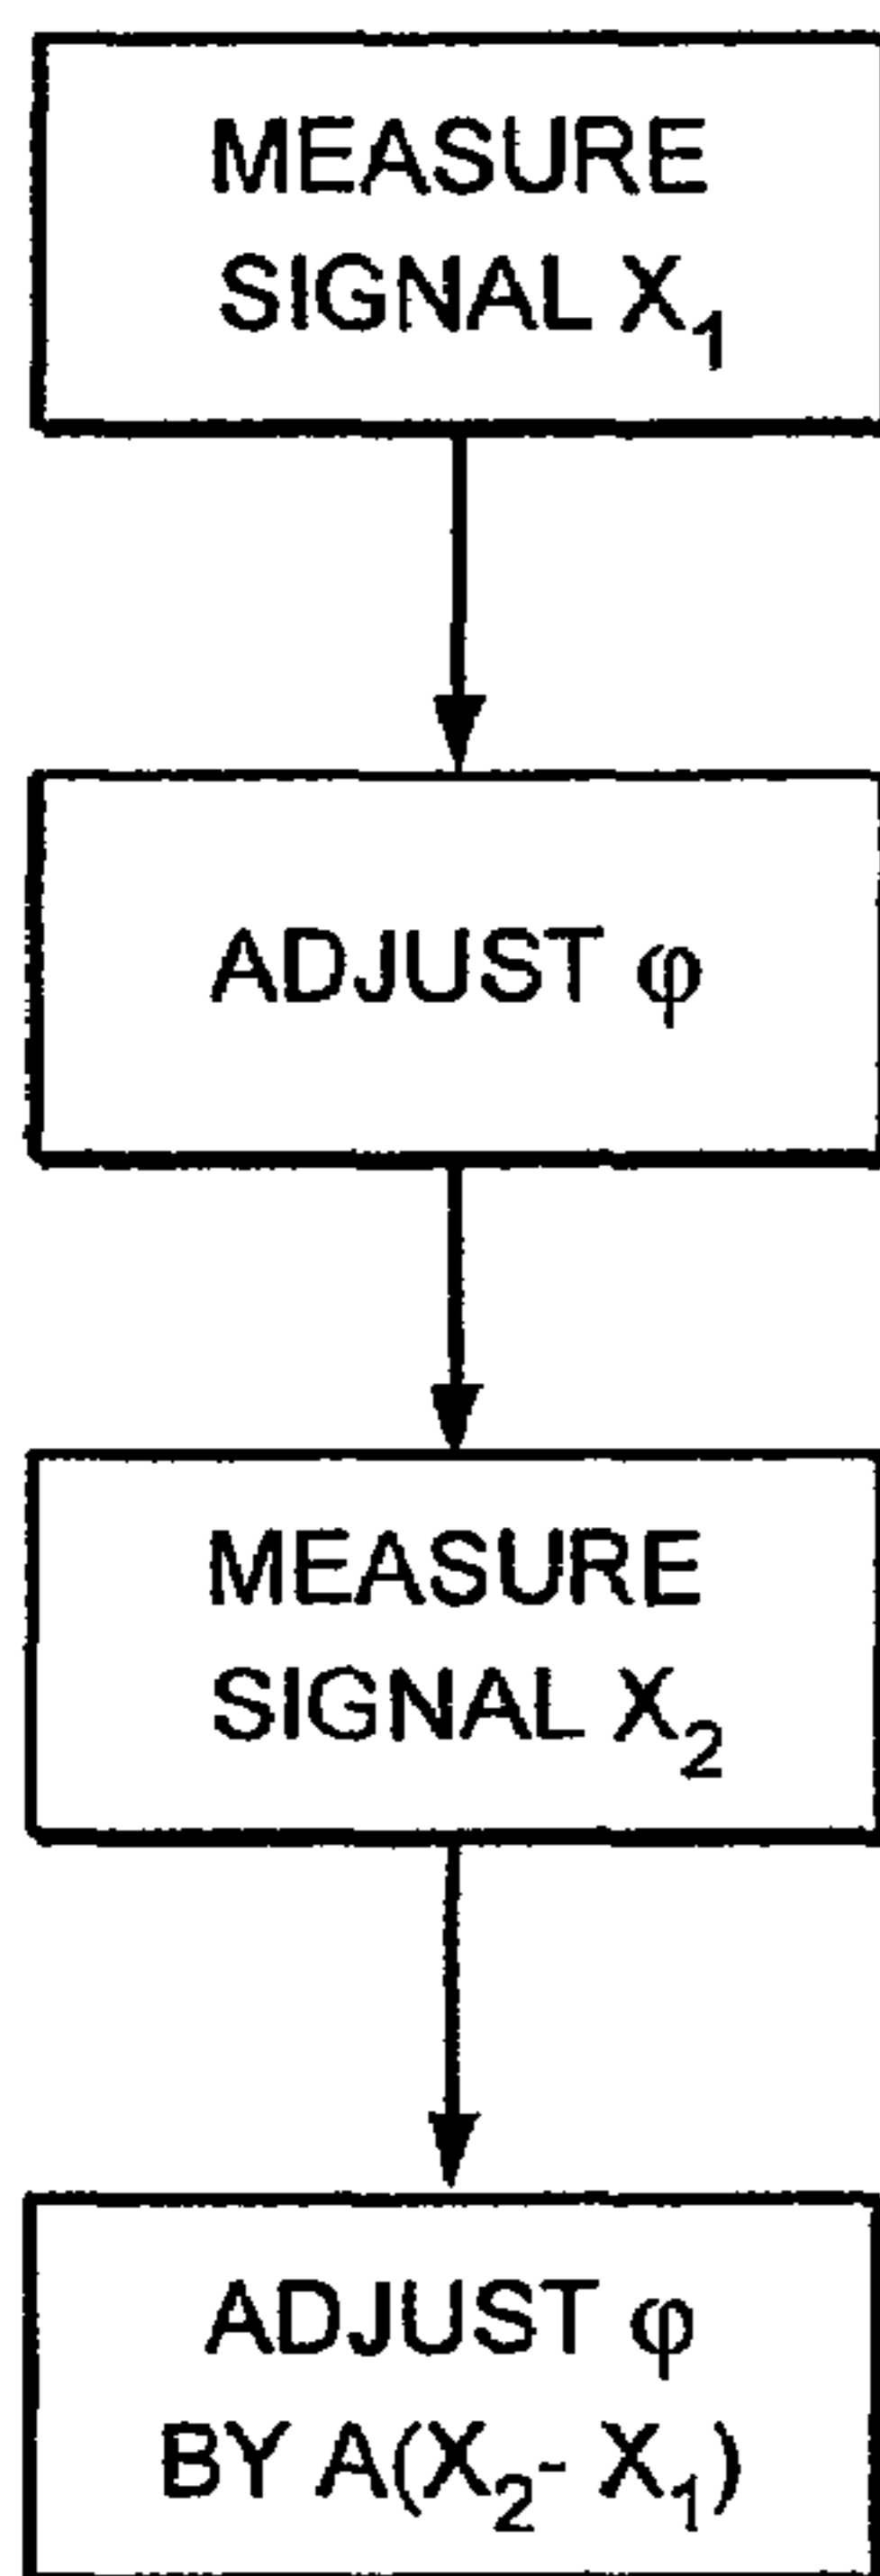 MEASURE
SIGNAL X₁
ADJUST φ
MEASURE
SIGNAL X₂
ADJUST φ
BY A(X₂- X₁)